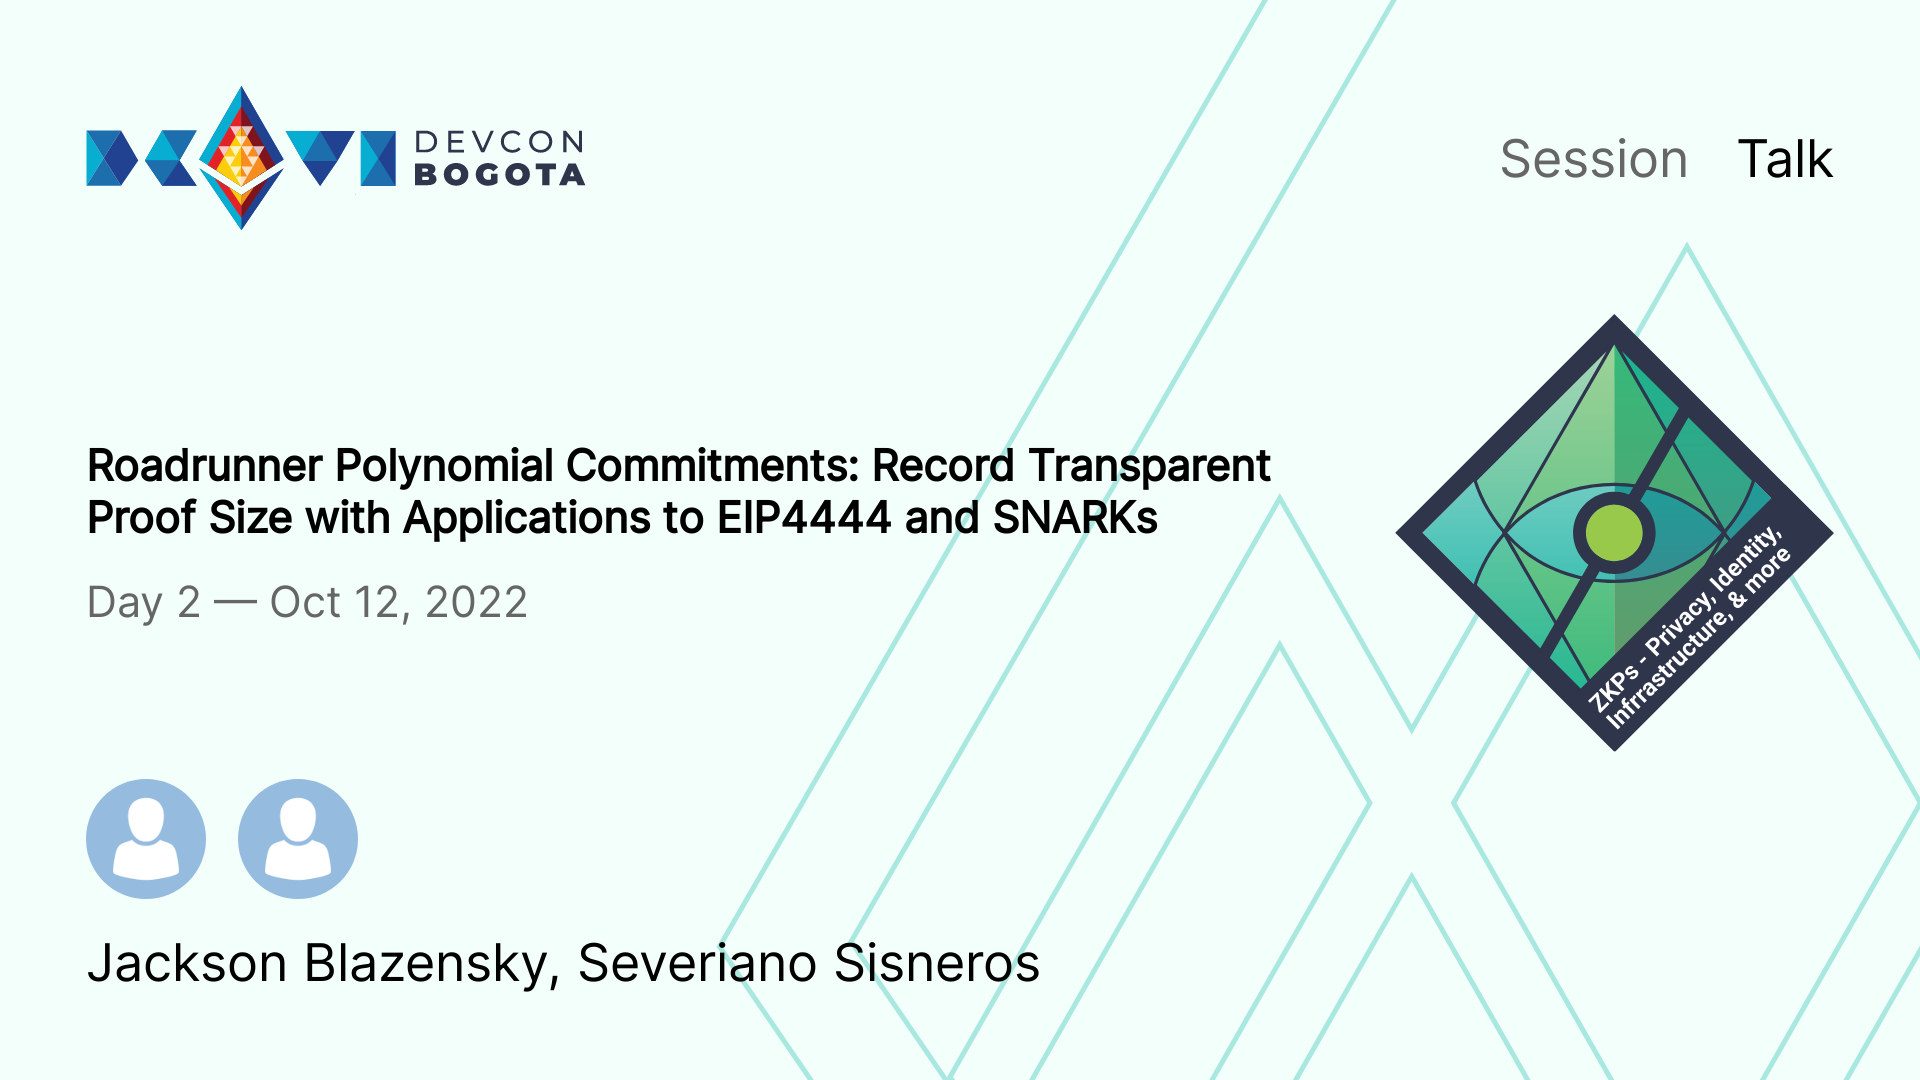 DEVCON
BOGOTA
Session Talk
Roadrunner Polynomial Commitments: Record Transparent
Proof Size with Applications to EIP4444 and SNARKs
Day 2 — Oct 12, 2022
ZKPs - Privacy, Identity,
Infrrastructure, & more
Jackson Blazensky, Severiano Sisneros